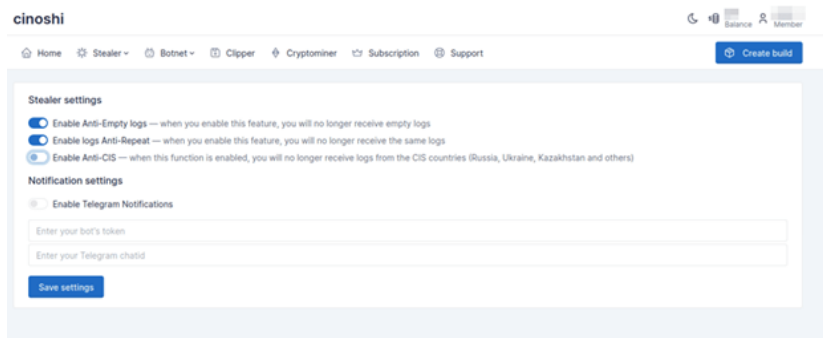 cinoshi
Balance
Member
Home Stealer Botnet Clipper Cryptominer Subscription Support Create build
Stealer settings
Enable Anti-Empty logs — when you enable this feature, you will no longer receive empty logs
Enable logs Anti-Repeat — when you enable this feature, you will no longer receive the same logs
Enable Anti-CIS — when this function is enabled, you will no longer receive logs from the CIS countries (Russia, Ukraine, Kazakhstan and others)
Notification settings
Enable Telegram Notifications
Enter your bot's token
Enter your Telegram chatid
Save settings